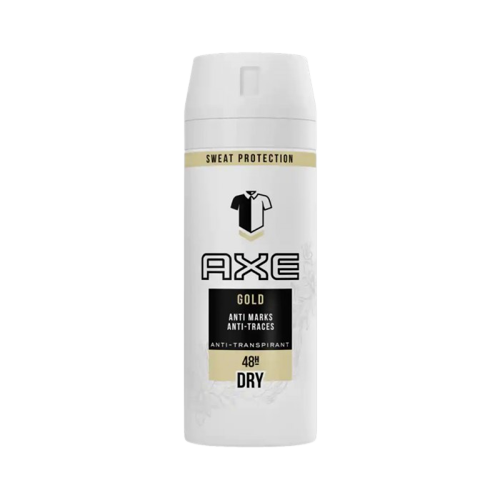 SWEAT PROTECTION
AXE
GOLD
ANTI MARKS
ANTI-TRACES
ANTI-TRANSPIRANT
48H
DRY